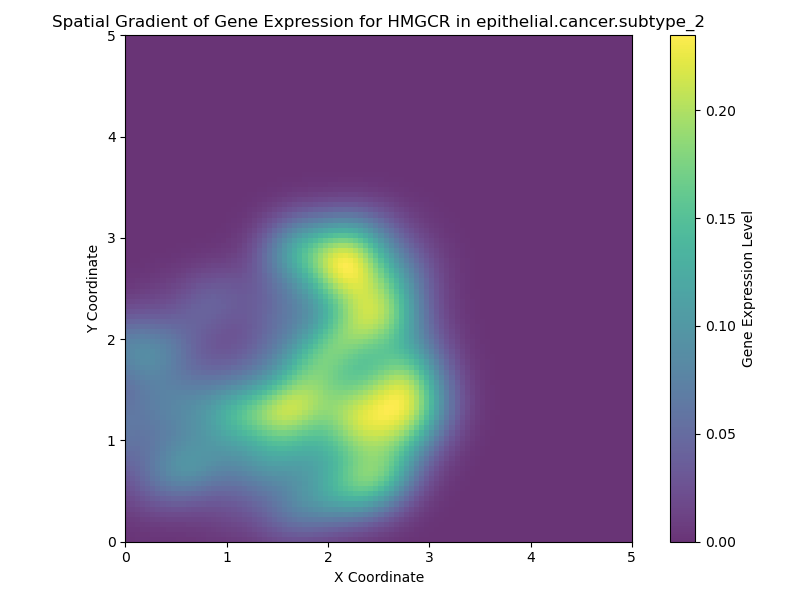 Spatial Gradient of Gene Expression for HMGCR in epithelial.cancer.subtype_2
5
4
3
2
1
0
Y Coordinate
0 1 2 3 4 5
X Coordinate
0.20
0.15
0.10
0.05
0.00
Gene Expression Level